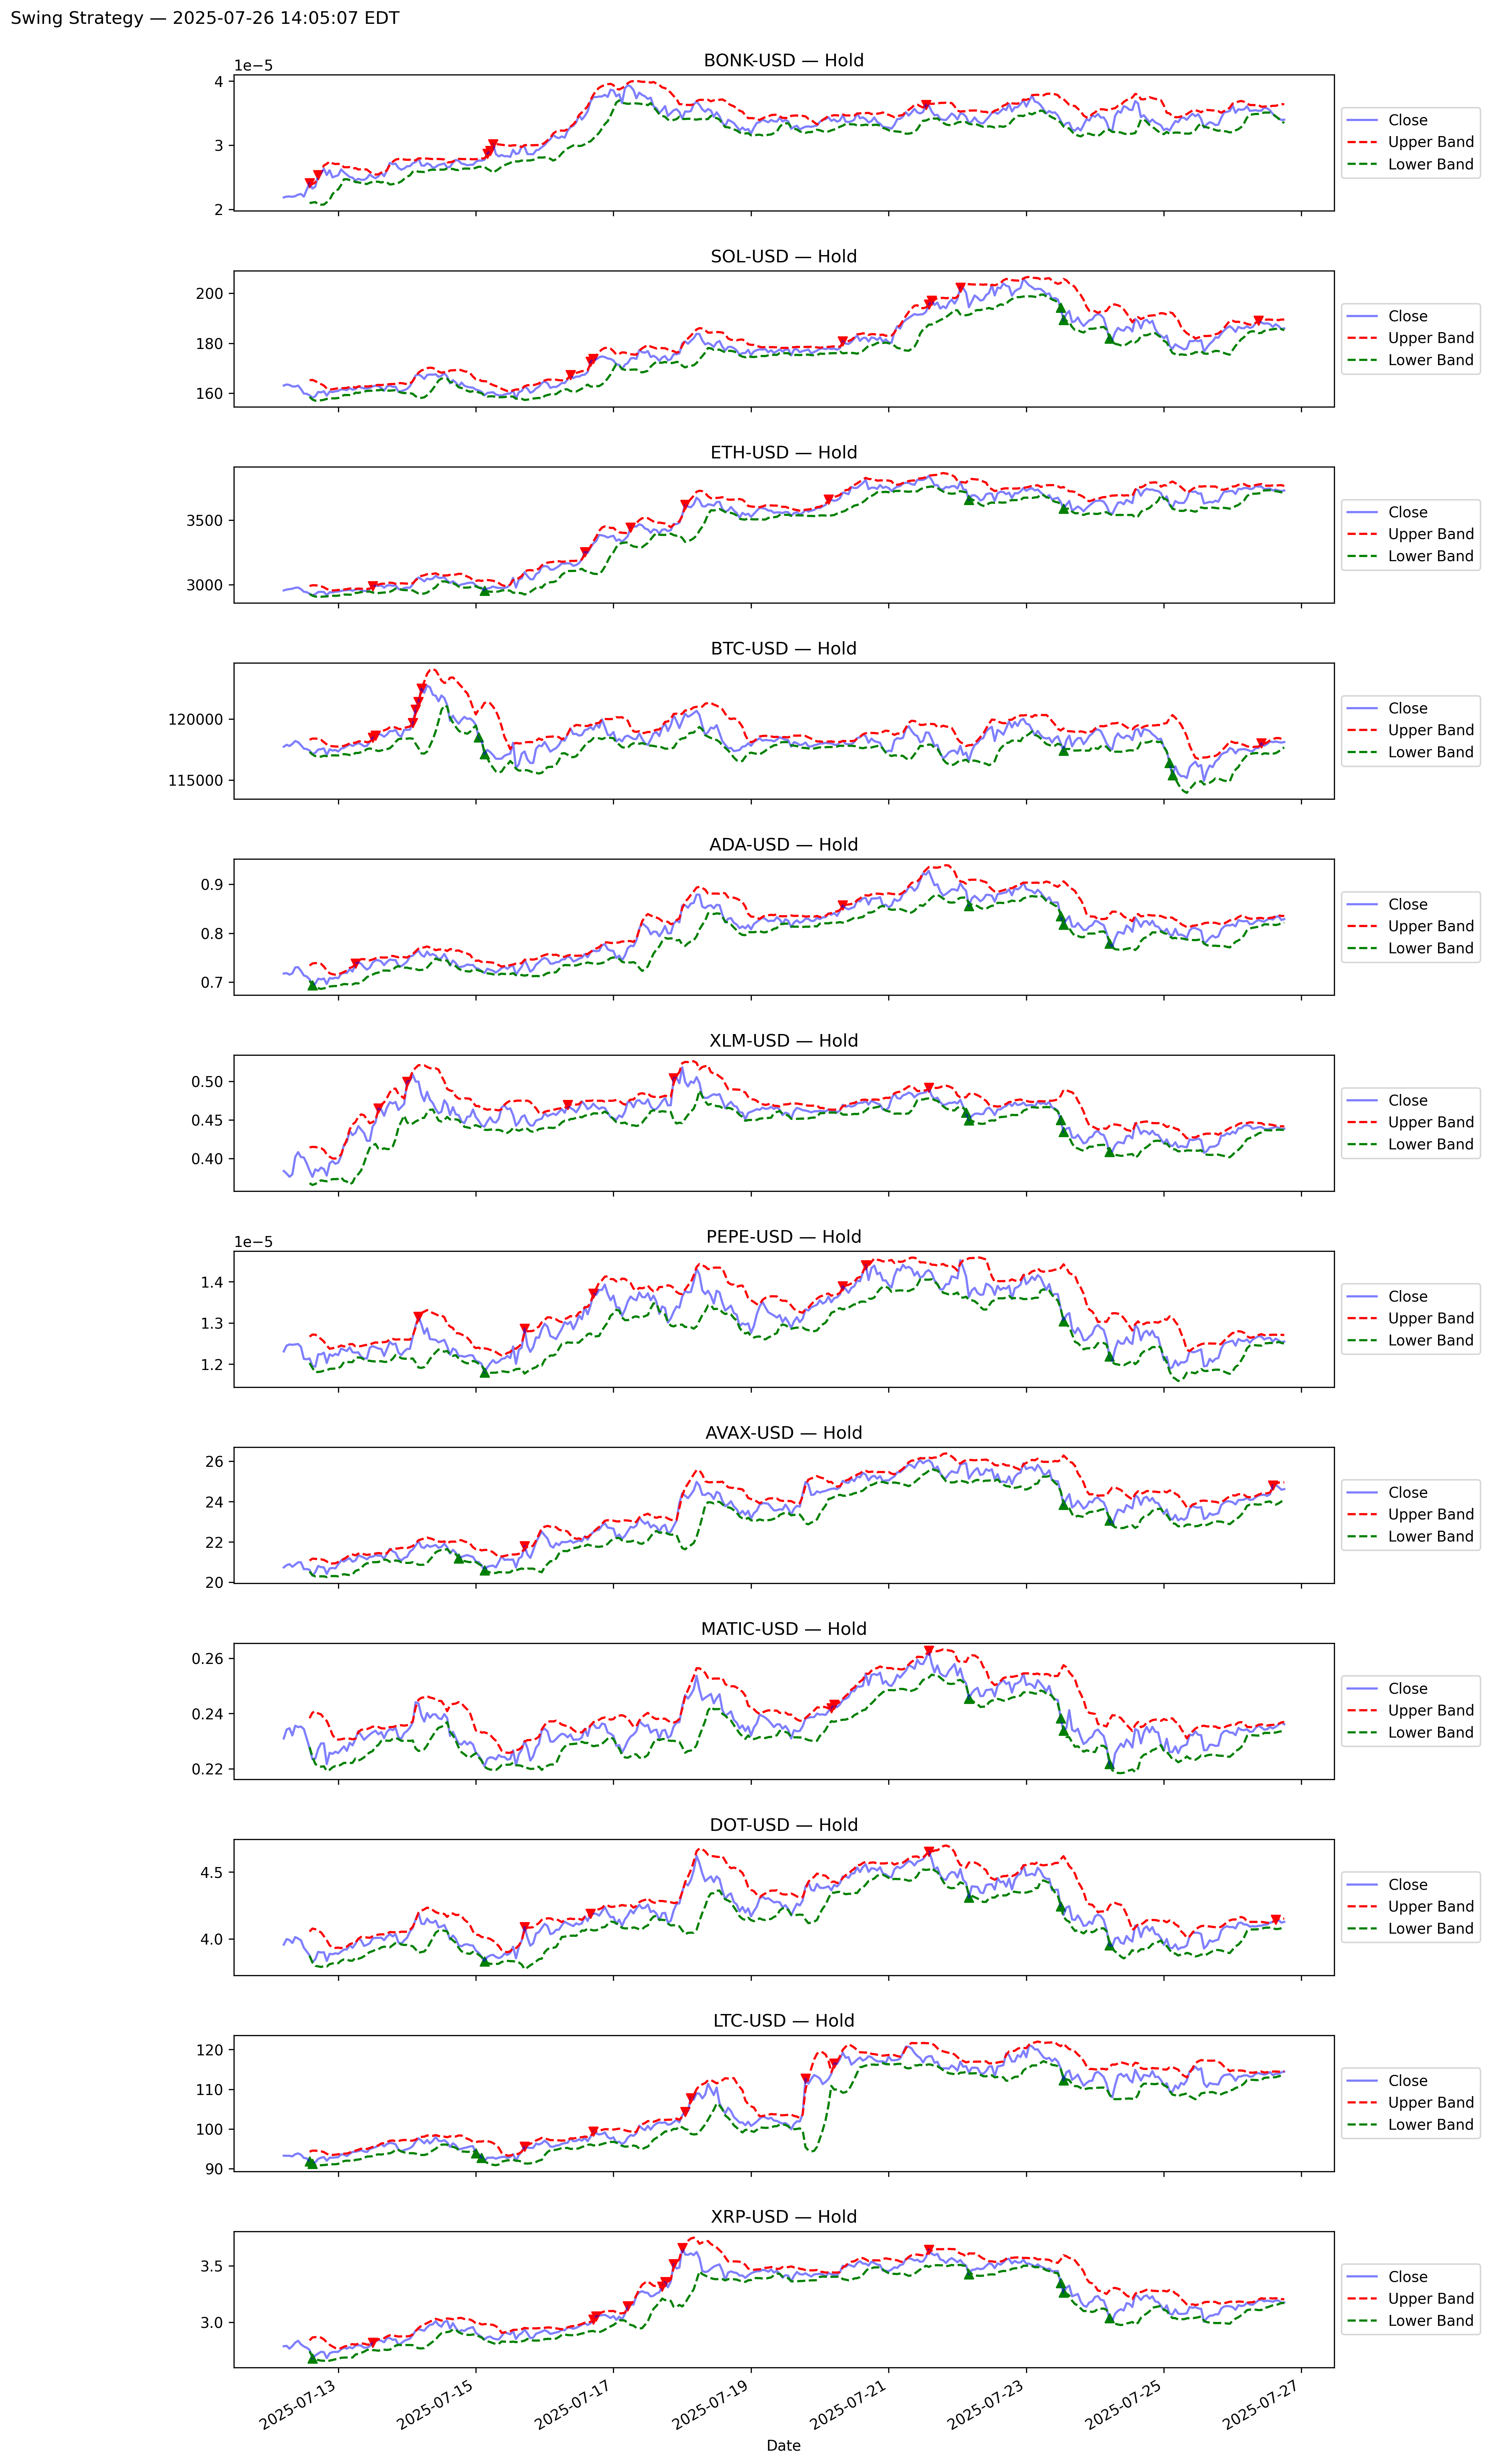 Swing Strategy — 2025-07-26 14:05:07 EDT
BONK-USD — Hold
1e−5
4
3
2
Close
Upper Band
Lower Band
SOL-USD — Hold
200
180
160
Close
Upper Band
Lower Band
ETH-USD — Hold
3500
3000
Close
Upper Band
Lower Band
BTC-USD — Hold
120000
115000
Close
Upper Band
Lower Band
ADA-USD — Hold
0.9
0.8
0.7
Close
Upper Band
Lower Band
XLM-USD — Hold
0.50
0.45
0.40
Close
Upper Band
Lower Band
PEPE-USD — Hold
1e−5
1.4
1.3
1.2
Close
Upper Band
Lower Band
AVAX-USD — Hold
26
24
22
20
Close
Upper Band
Lower Band
MATIC-USD — Hold
0.26
0.24
0.22
Close
Upper Band
Lower Band
DOT-USD — Hold
4.5
4.0
Close
Upper Band
Lower Band
LTC-USD — Hold
120
110
100
90
Close
Upper Band
Lower Band
XRP-USD — Hold
3.5
3.0
Close
Upper Band
Lower Band
2025-07-13
2025-07-15
2025-07-17
2025-07-19
2025-07-21
2025-07-23
2025-07-25
2025-07-27
Date